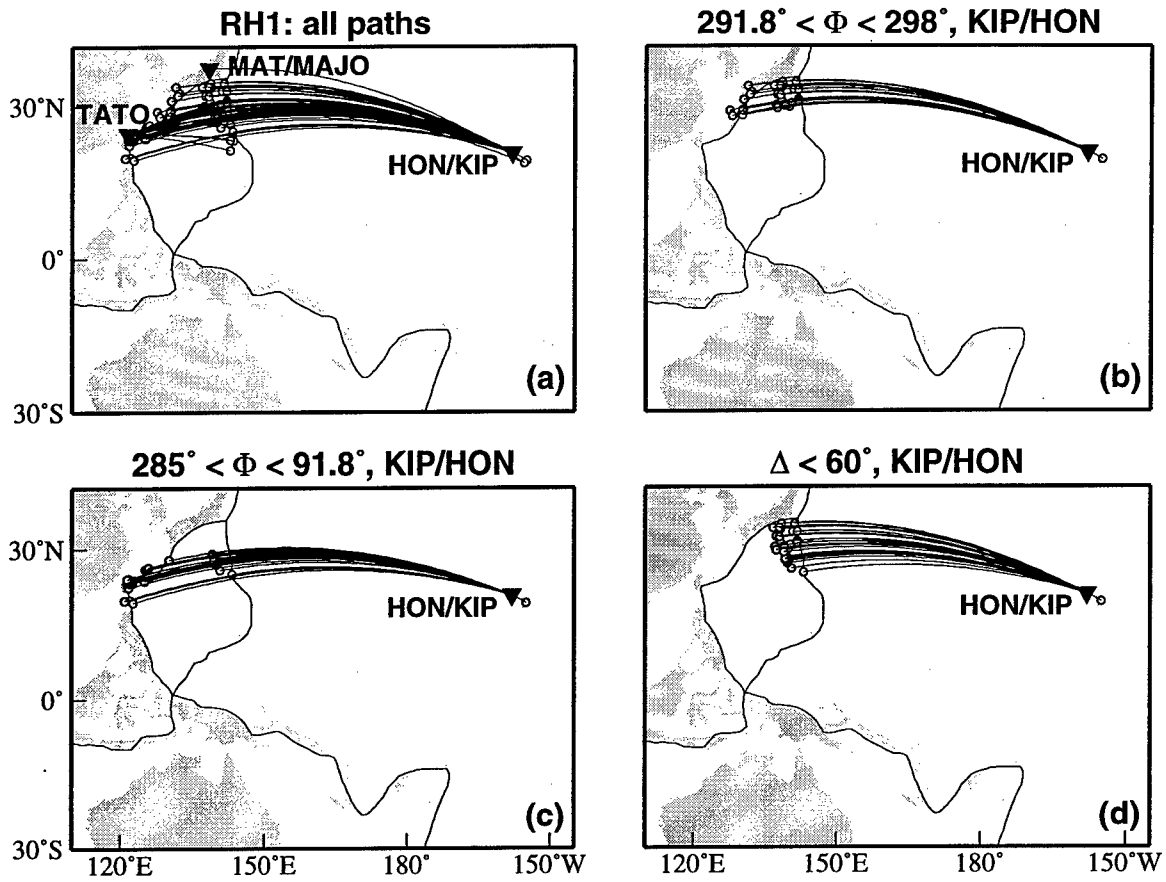 RH1: all paths
291.8° < Φ < 298°, KIP/HON
MAT/MAJO
30°N
TATO
HON/KIP
HON/KIP
0°
(a)
(b)
30°S
285° < Φ < 91.8°, KIP/HON
Δ < 60°, KIP/HON
30°N
HON/KIP
HON/KIP
0°
(c)
(d)
30°S
120°E 150°E 180° 150°W
120°E 150°E 180° 150°W